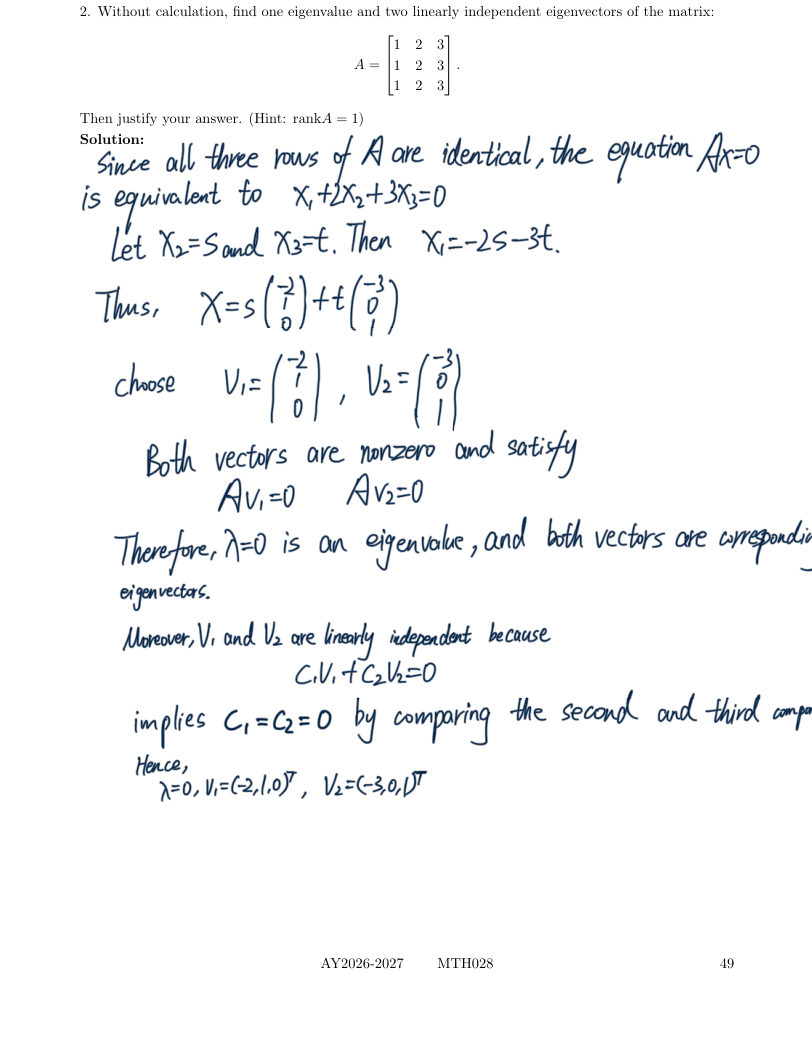 2. Without calculation, find one eigenvalue and two linearly independent eigenvectors of the matrix:
A = [1 2 3
1 2 3
1 2 3].
Then justify your answer. (Hint: rankA = 1)
Solution:
Since all three rows of A are identical, the equation Ax=0
is equivalent to x₁+2x₂+3x₃=0
Let x₂=s and x₃=t. Then x₁=-2s-3t.
Thus, x=s(-2 1 0)+t(-3 0 1)
choose v₁=(-2 1 0), v₂=(-3 0 1)
Both vectors are nonzero and satisfy
Av₁=0 Av₂=0
Therefore, λ=0 is an eigenvalue, and both vectors are correspondin
eigenvectors.
Moreover, v₁ and v₂ are linearly independent because
c₁v₁+c₂v₂=0
implies c₁=c₂=0 by comparing the second and third
Hence,
λ=0, v₁=(-2,1,0)ᵀ, v₂=(-3,0,1)ᵀ
AY2026-2027 MTH028 49